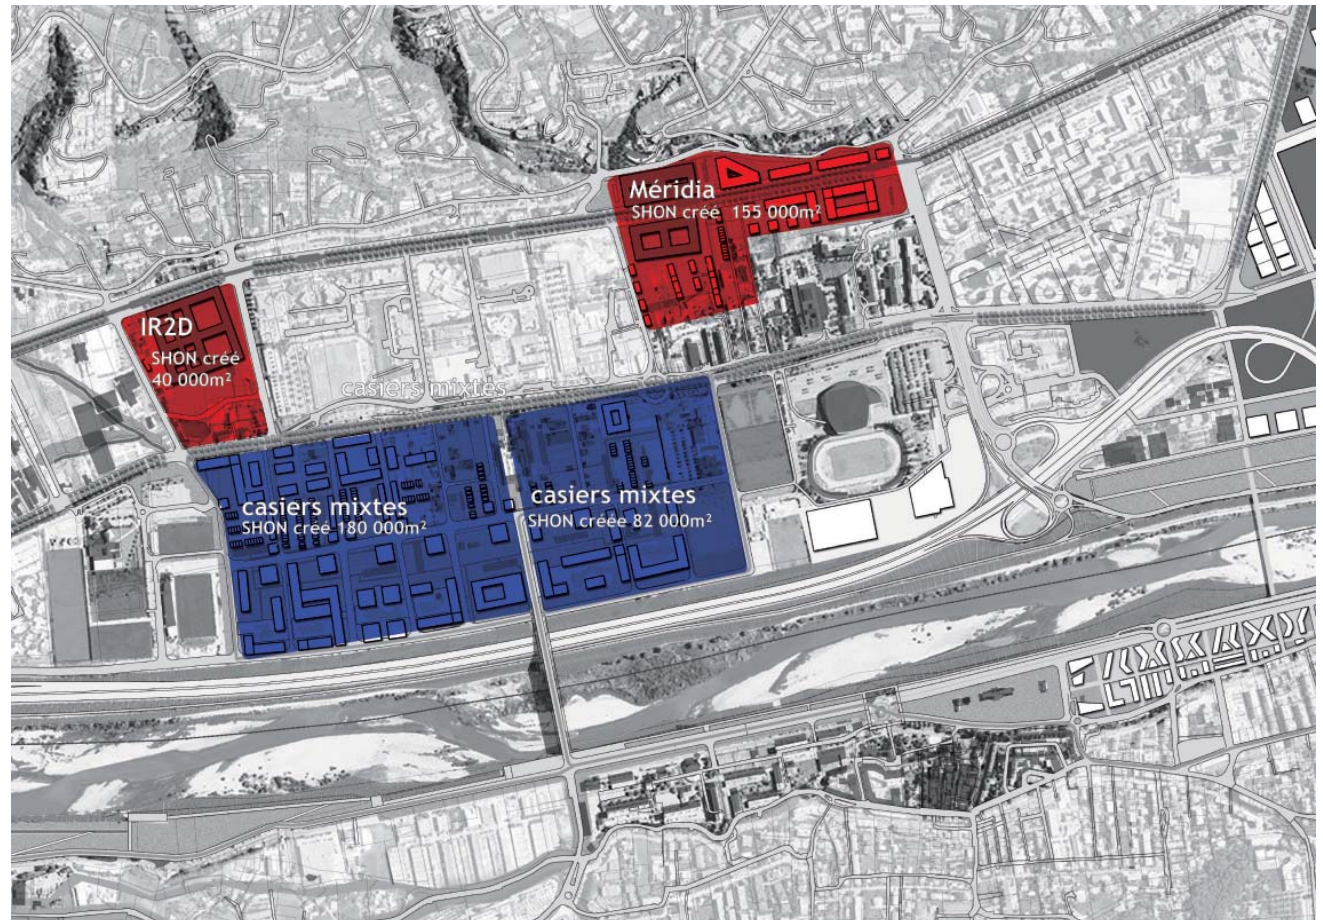 Méridia
SHON créé 155 000m²
IR2D
SHON créé
40 000m²
casiers mixtes
casiers mixtes
SHON créé 180 000m²
casiers mixtes
SHON créée 82 000m²